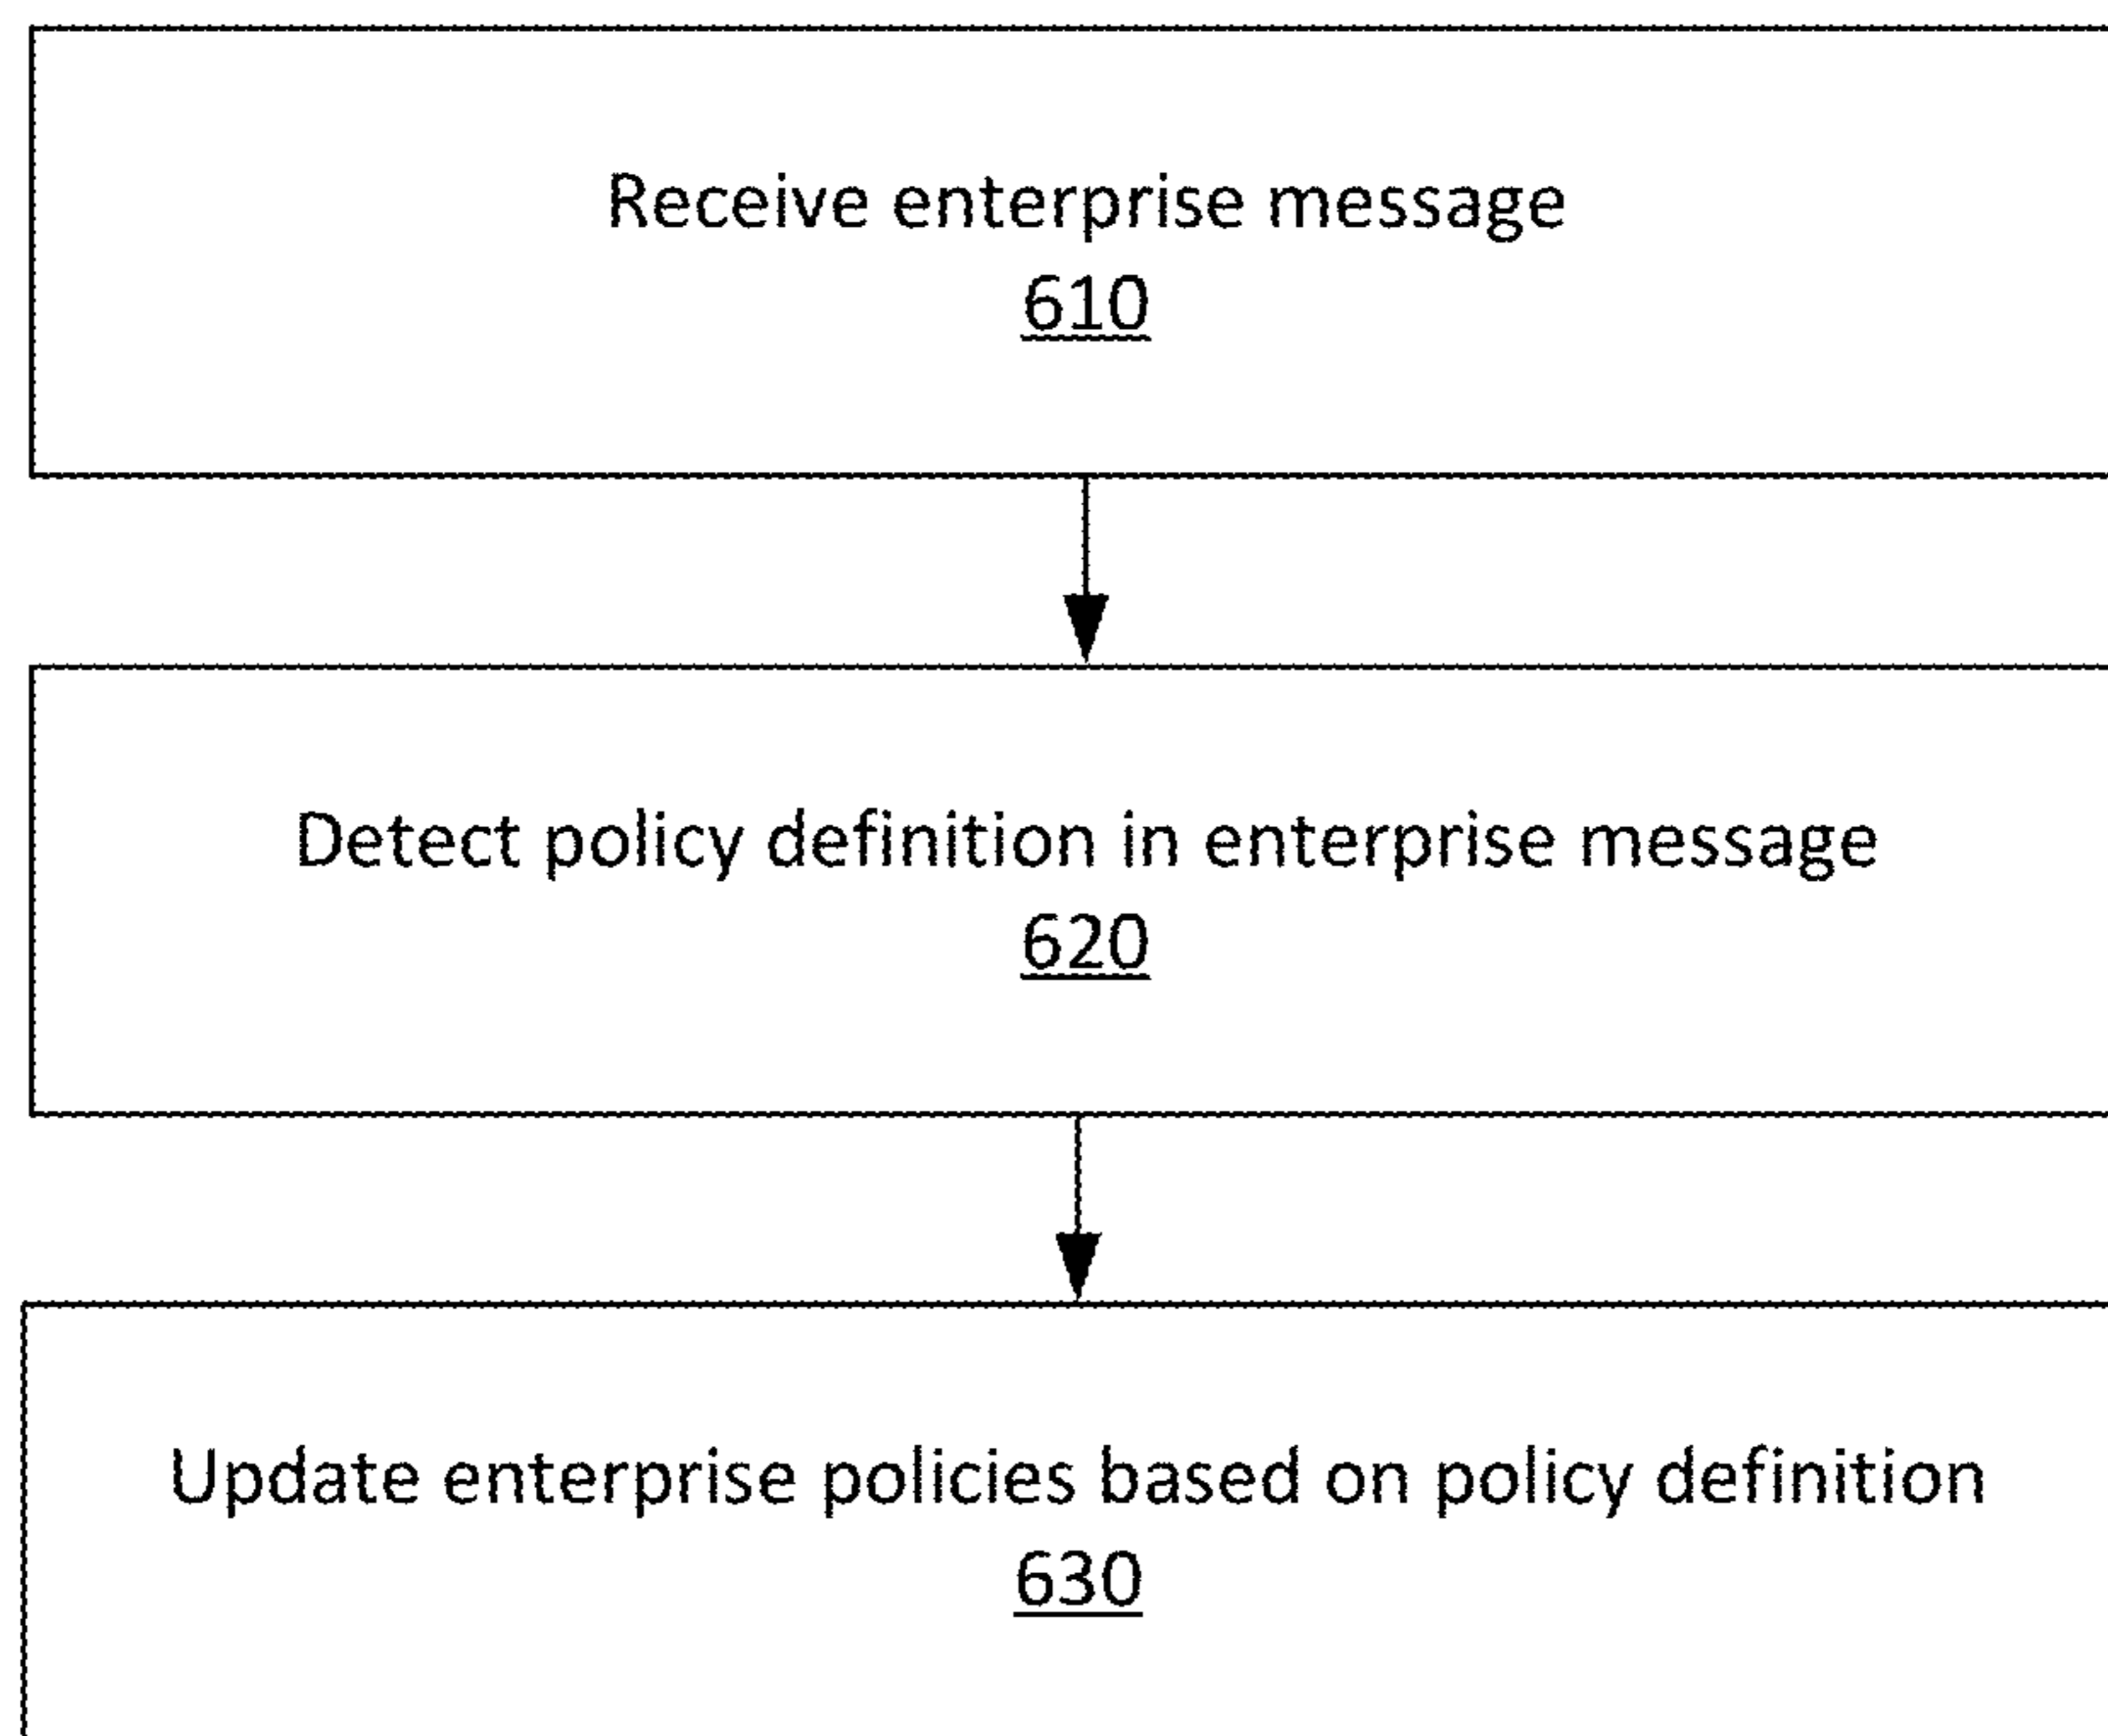 Receive enterprise message
610
Detect policy definition in enterprise message
620
Update enterprise policies based on policy definition
630